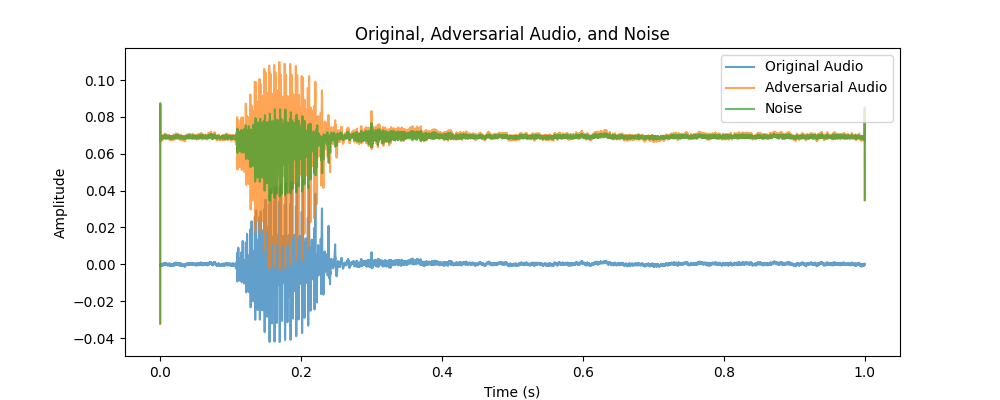 Original, Adversarial Audio, and Noise
Original Audio
Adversarial Audio
Noise
Amplitude
0.10
0.08
0.06
0.04
0.02
0.00
−0.02
−0.04
0.0 0.2 0.4 0.6 0.8 1.0
Time (s)